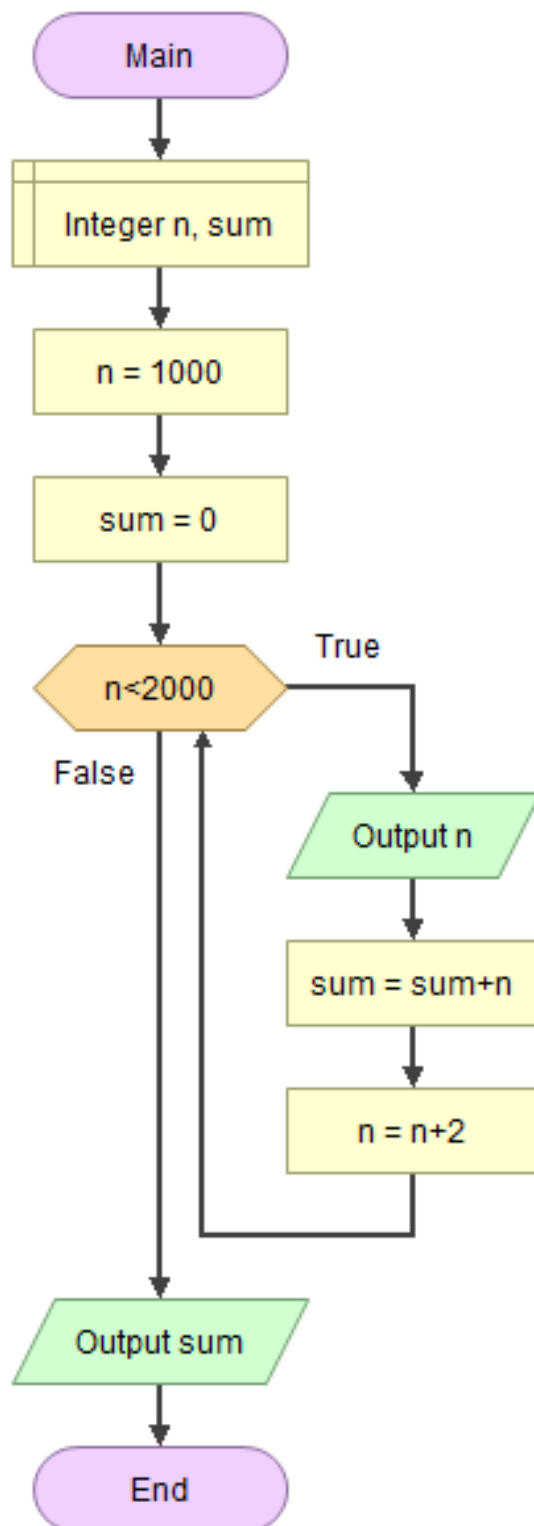 Main
Integer n, sum
n = 1000
sum = 0
n<2000
True
False
Output n
sum = sum+n
n = n+2
Output sum
End